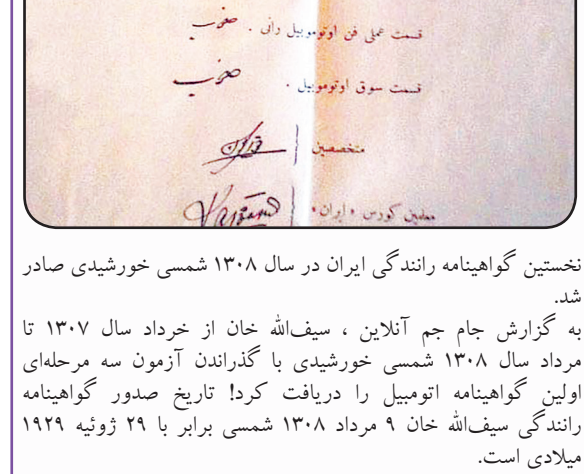 قسمت عملی فن اوتوموبیل رانی . خوب
قسمت سوق اوتوموبیل . خوب
متخصصین
معلمین کورس «ایران»
نخستین گواهینامه رانندگی ایران در سال ۱۳۰۸ شمسی خورشیدی صادر
شد.
به گزارش جام جم آنلاین ، سیف‌الله خان از خرداد سال ۱۳۰۷ تا
مرداد سال ۱۳۰۸ شمسی خورشیدی با گذراندن آزمون سه مرحله‌ای
اولین گواهینامه اتومبیل را دریافت کرد! تاریخ صدور گواهینامه
رانندگی سیف‌الله خان ۹ مرداد ۱۳۰۸ شمسی برابر با ۲۹ ژوئیه ۱۹۲۹
میلادی است.